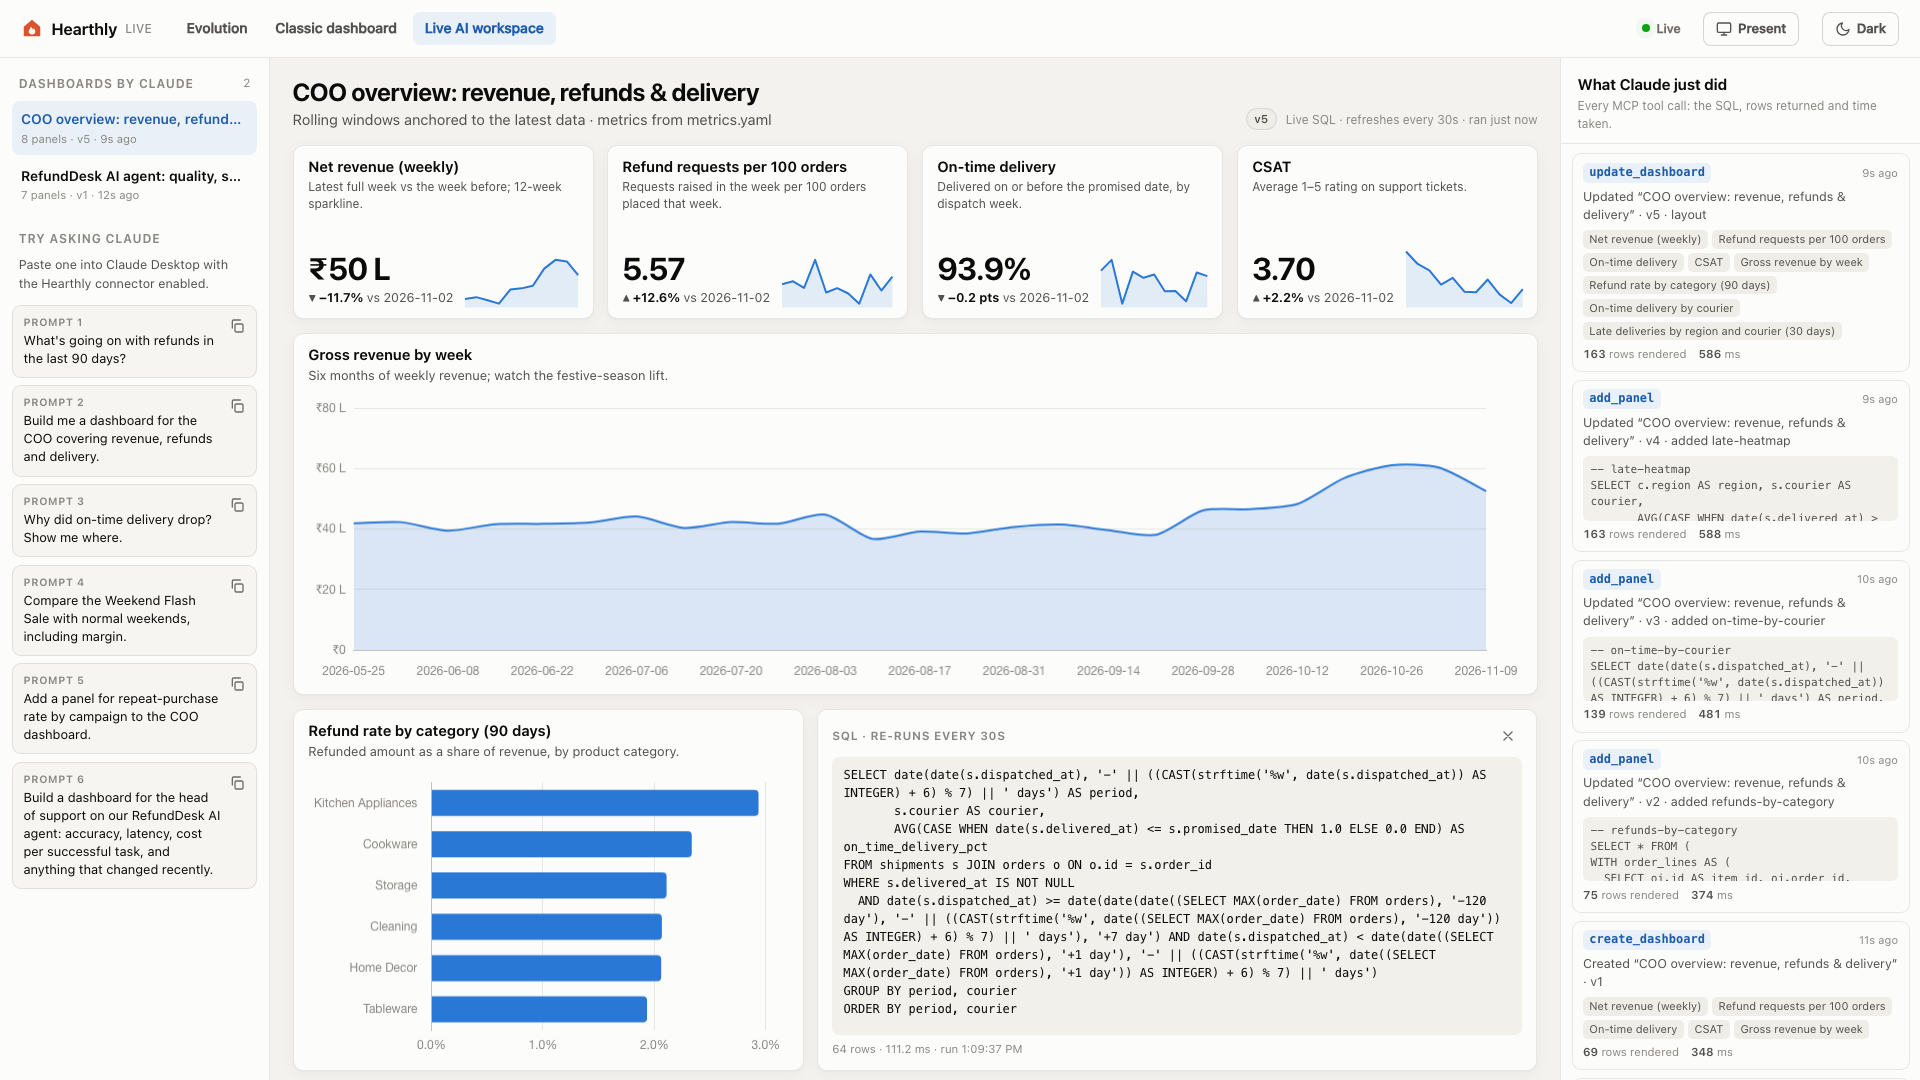 Hearthly LIVE
Evolution
Classic dashboard
Live AI workspace
Live
Present
Dark
DASHBOARDS BY CLAUDE 2
COO overview: revenue, refund...
8 panels · v5 · 9s ago
RefundDesk AI agent: quality, s...
7 panels · v1 · 12s ago
TRY ASKING CLAUDE
Paste one into Claude Desktop with
the Hearthly connector enabled.
PROMPT 1
What's going on with refunds in
the last 90 days?
PROMPT 2
Build me a dashboard for the
COO covering revenue, refunds
and delivery.
PROMPT 3
Why did on-time delivery drop?
Show me where.
PROMPT 4
Compare the Weekend Flash
Sale with normal weekends,
including margin.
PROMPT 5
Add a panel for repeat-purchase
rate by campaign to the COO
dashboard.
PROMPT 6
Build a dashboard for the head
of support on our RefundDesk AI
agent: accuracy, latency, cost
per successful task, and
anything that changed recently.
COO overview: revenue, refunds & delivery
Rolling windows anchored to the latest data · metrics from metrics.yaml
v5 Live SQL · refreshes every 30s · ran just now
Net revenue (weekly)
Latest full week vs the week before; 12-week
sparkline.
₹50 L
▼ −11.7% vs 2026-11-02
Refund requests per 100 orders
Requests raised in the week per 100 orders
placed that week.
5.57
▲ +12.6% vs 2026-11-02
On-time delivery
Delivered on or before the promised date, by
dispatch week.
93.9%
▼ −0.2 pts vs 2026-11-02
CSAT
Average 1–5 rating on support tickets.
3.70
▲ +2.2% vs 2026-11-02
Gross revenue by week
Six months of weekly revenue; watch the festive-season lift.
₹80 L
₹60 L
₹40 L
₹20 L
₹0
2026-05-25 2026-06-08 2026-06-22 2026-07-06 2026-07-20 2026-08-03 2026-08-17 2026-08-31 2026-09-14 2026-09-28 2026-10-12 2026-10-26 2026-11-09
Refund rate by category (90 days)
Refunded amount as a share of revenue, by product category.
Kitchen Appliances
Cookware
Storage
Cleaning
Home Decor
Tableware
0.0% 1.0% 2.0% 3.0%
SQL · RE-RUNS EVERY 30S
SELECT date(date(s.dispatched_at), '-' || ((CAST(strftime('%w', date(s.dispatched_at)) AS
INTEGER) + 6) % 7) || ' days') AS period,
s.courier AS courier,
AVG(CASE WHEN date(s.delivered_at) <= s.promised_date THEN 1.0 ELSE 0.0 END) AS
on_time_delivery_pct
FROM shipments s JOIN orders o ON o.id = s.order_id
WHERE s.delivered_at IS NOT NULL
AND date(s.dispatched_at) >= date(date(date((SELECT MAX(order_date) FROM orders), '-120
day'), '-' || ((CAST(strftime('%w', date((SELECT MAX(order_date) FROM orders), '-120 day'))
AS INTEGER) + 6) % 7) || ' days'), '+7 day') AND date(s.dispatched_at) < date(date((SELECT
MAX(order_date) FROM orders), '+1 day'), '-' || ((CAST(strftime('%w', date((SELECT
MAX(order_date) FROM orders), '+1 day')) AS INTEGER) + 6) % 7) || ' days')
GROUP BY period, courier
ORDER BY period, courier
64 rows · 111.2 ms · run 1:09:37 PM
What Claude just did
Every MCP tool call: the SQL, rows returned and time
taken.
update_dashboard 9s ago
Updated “COO overview: revenue, refunds &
delivery” · v5 · layout
Net revenue (weekly) Refund requests per 100 orders
On-time delivery CSAT Gross revenue by week
Refund rate by category (90 days)
On-time delivery by courier
Late deliveries by region and courier (30 days)
163 rows rendered 586 ms
add_panel 9s ago
Updated “COO overview: revenue, refunds &
delivery” · v4 · added late-heatmap
-- late-heatmap
SELECT c.region AS region, s.courier AS
courier,
AVG(CASE WHEN date(s.delivered_at) >
163 rows rendered 588 ms
add_panel 10s ago
Updated “COO overview: revenue, refunds &
delivery” · v3 · added on-time-by-courier
-- on-time-by-courier
SELECT date(date(s.dispatched_at), '-' ||
((CAST(strftime('%w', date(s.dispatched_at))
AS INTEGER) + 6) % 7) || ' days') AS period,
139 rows rendered 481 ms
add_panel 10s ago
Updated “COO overview: revenue, refunds &
delivery” · v2 · added refunds-by-category
-- refunds-by-category
SELECT * FROM (
WITH order_lines AS (
SELECT oi.id AS item_id, oi.order_id,
75 rows rendered 374 ms
create_dashboard 11s ago
Created “COO overview: revenue, refunds & delivery”
· v1
Net revenue (weekly) Refund requests per 100 orders
On-time delivery CSAT Gross revenue by week
69 rows rendered 348 ms